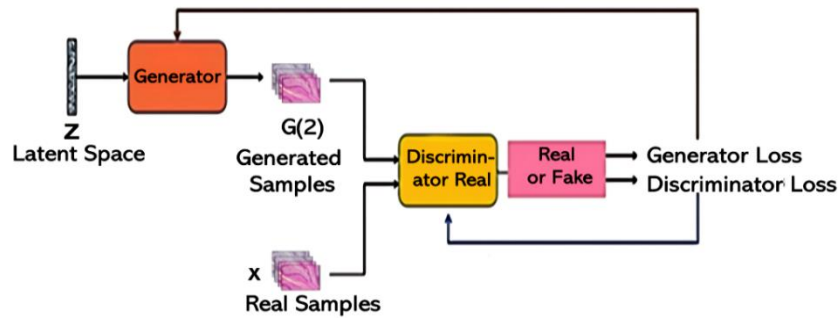 Generator
Z
Latent Space
G(2)
Generated
Samples
Discrimin-
ator Real
Real
or Fake
Generator Loss
Discriminator Loss
x
Real Samples